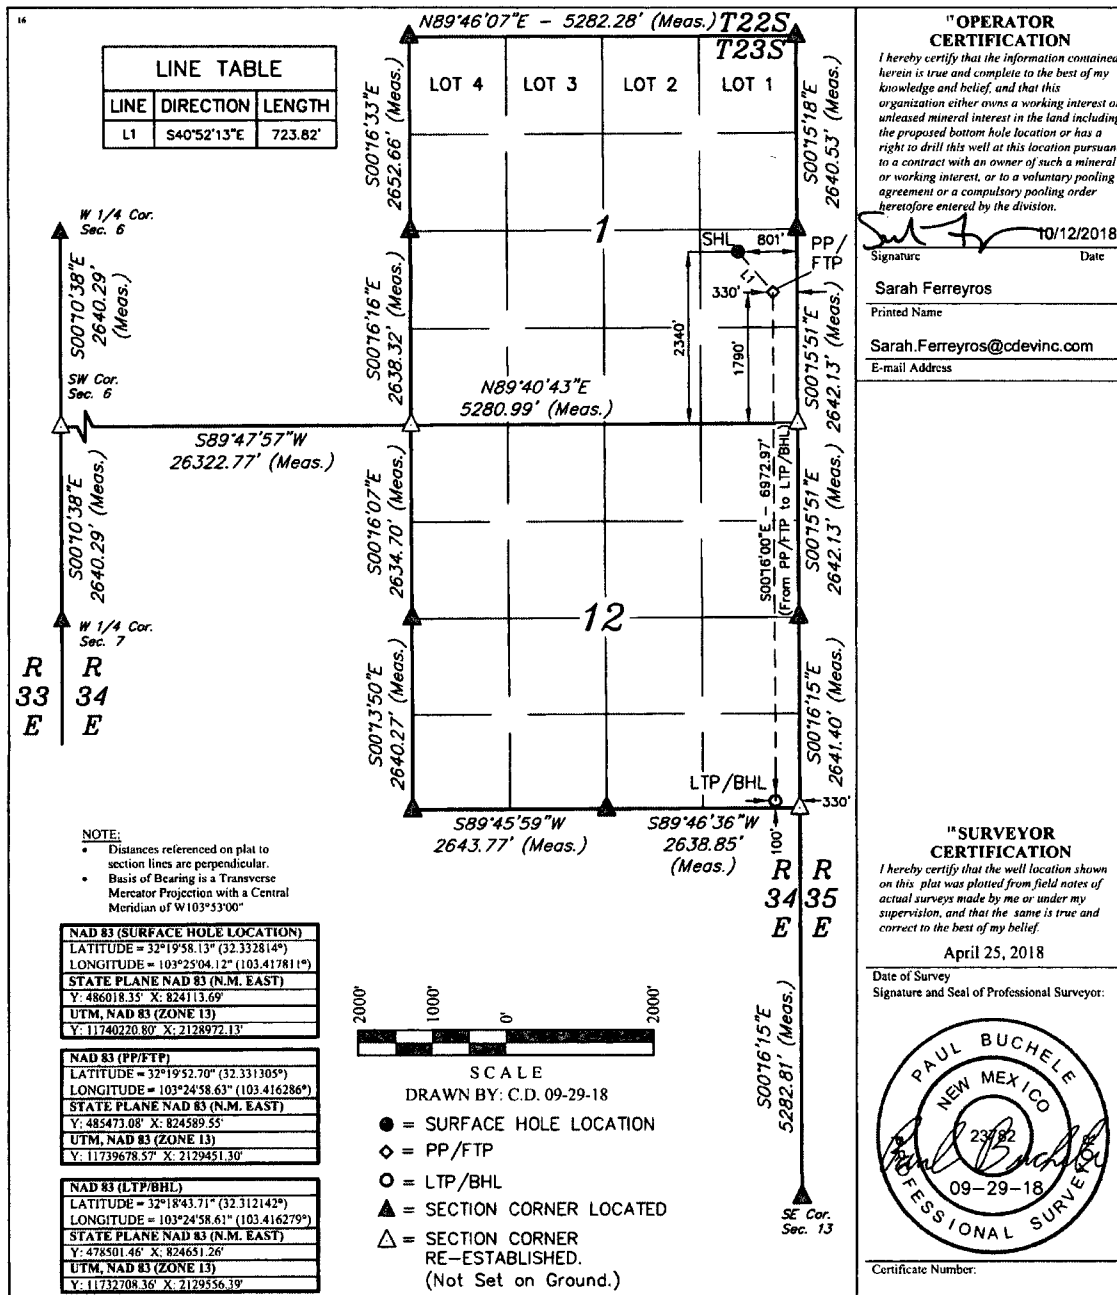 16
N89°46'07"E - 5282.28' (Meas.) T22S
T23S
LINE TABLE
LINE DIRECTION LENGTH
L1 S40°52'13"E 723.82'
LOT 4 LOT 3 LOT 2 LOT 1
S00°16'33"E
2652.66' (Meas.)
S00°15'18"E
2640.53' (Meas.)
W 1/4 Cor.
Sec. 6
1
SHL 801' PP/
FTP
L1
330'
2340'
1790'
S00°10'38"E
2640.29'
(Meas.)
S00°16'16"E
2638.32' (Meas.)
S00°15'51"E
2642.13' (Meas.)
SW Cor.
Sec. 6
N89°40'43"E
5280.99' (Meas.)
S89°47'57"W
26322.77' (Meas.)
S00°10'38"E
2640.29' (Meas.)
S00°16'07"E
2634.70' (Meas.)
S00°16'00"E - 6972.97'
(From PP/FTP to LTP/BHL)
S00°15'51"E
2642.13' (Meas.)
12
W 1/4 Cor.
Sec. 7
R R
33 34
E E
S00°13'50"E
2640.27' (Meas.)
S00°16'15"E
2641.40' (Meas.)
LTP/BHL
330'
100'
S89°45'59"W
2643.77' (Meas.)
S89°46'36"W
2638.85'
(Meas.)
R R
34 35
E E
S00°16'15"E
5282.81' (Meas.)
SE Cor.
Sec. 13
NOTE:
• Distances referenced on plat to
section lines are perpendicular.
• Basis of Bearing is a Transverse
Mercator Projection with a Central
Meridian of W103°53'00"
NAD 83 (SURFACE HOLE LOCATION)
LATITUDE = 32°19'58.13" (32.332814°)
LONGITUDE = 103°25'04.12" (103.417811°)
STATE PLANE NAD 83 (N.M. EAST)
Y: 486018.35' X: 824113.69'
UTM, NAD 83 (ZONE 13)
Y: 11740220.80' X: 2128972.13'
NAD 83 (PP/FTP)
LATITUDE = 32°19'52.70" (32.331305°)
LONGITUDE = 103°24'58.63" (103.416286°)
STATE PLANE NAD 83 (N.M. EAST)
Y: 485473.08' X: 824589.55'
UTM, NAD 83 (ZONE 13)
Y: 11739678.57' X: 2129451.30'
NAD 83 (LTP/BHL)
LATITUDE = 32°18'43.71" (32.312142°)
LONGITUDE = 103°24'58.61" (103.416279°)
STATE PLANE NAD 83 (N.M. EAST)
Y: 478501.46' X: 824651.26'
UTM, NAD 83 (ZONE 13)
Y: 11732708.36' X: 2129556.39'
2000' 1000' 0' 2000'
SCALE
DRAWN BY: C.D. 09-29-18
= SURFACE HOLE LOCATION
= PP/FTP
= LTP/BHL
= SECTION CORNER LOCATED
= SECTION CORNER
RE-ESTABLISHED.
(Not Set on Ground.)
17 OPERATOR
CERTIFICATION
I hereby certify that the information contained
herein is true and complete to the best of my
knowledge and belief, and that this
organization either owns a working interest or
unleased mineral interest in the land including
the proposed bottom hole location or has a
right to drill this well at this location pursuant
to a contract with an owner of such a mineral
or working interest, or to a voluntary pooling
agreement or a compulsory pooling order
heretofore entered by the division.
10/12/2018
Signature Date
Sarah Ferreyros
Printed Name
Sarah.Ferreyros@cdevinc.com
E-mail Address
18 SURVEYOR
CERTIFICATION
I hereby certify that the well location shown
on this plat was plotted from field notes of
actual surveys made by me or under my
supervision, and that the same is true and
correct to the best of my belief.
April 25, 2018
Date of Survey
Signature and Seal of Professional Surveyor:
PAUL BUCHELE
NEW MEXICO
23782
Paul Buchele
09-29-18
PROFESSIONAL SURVEYOR
Certificate Number: